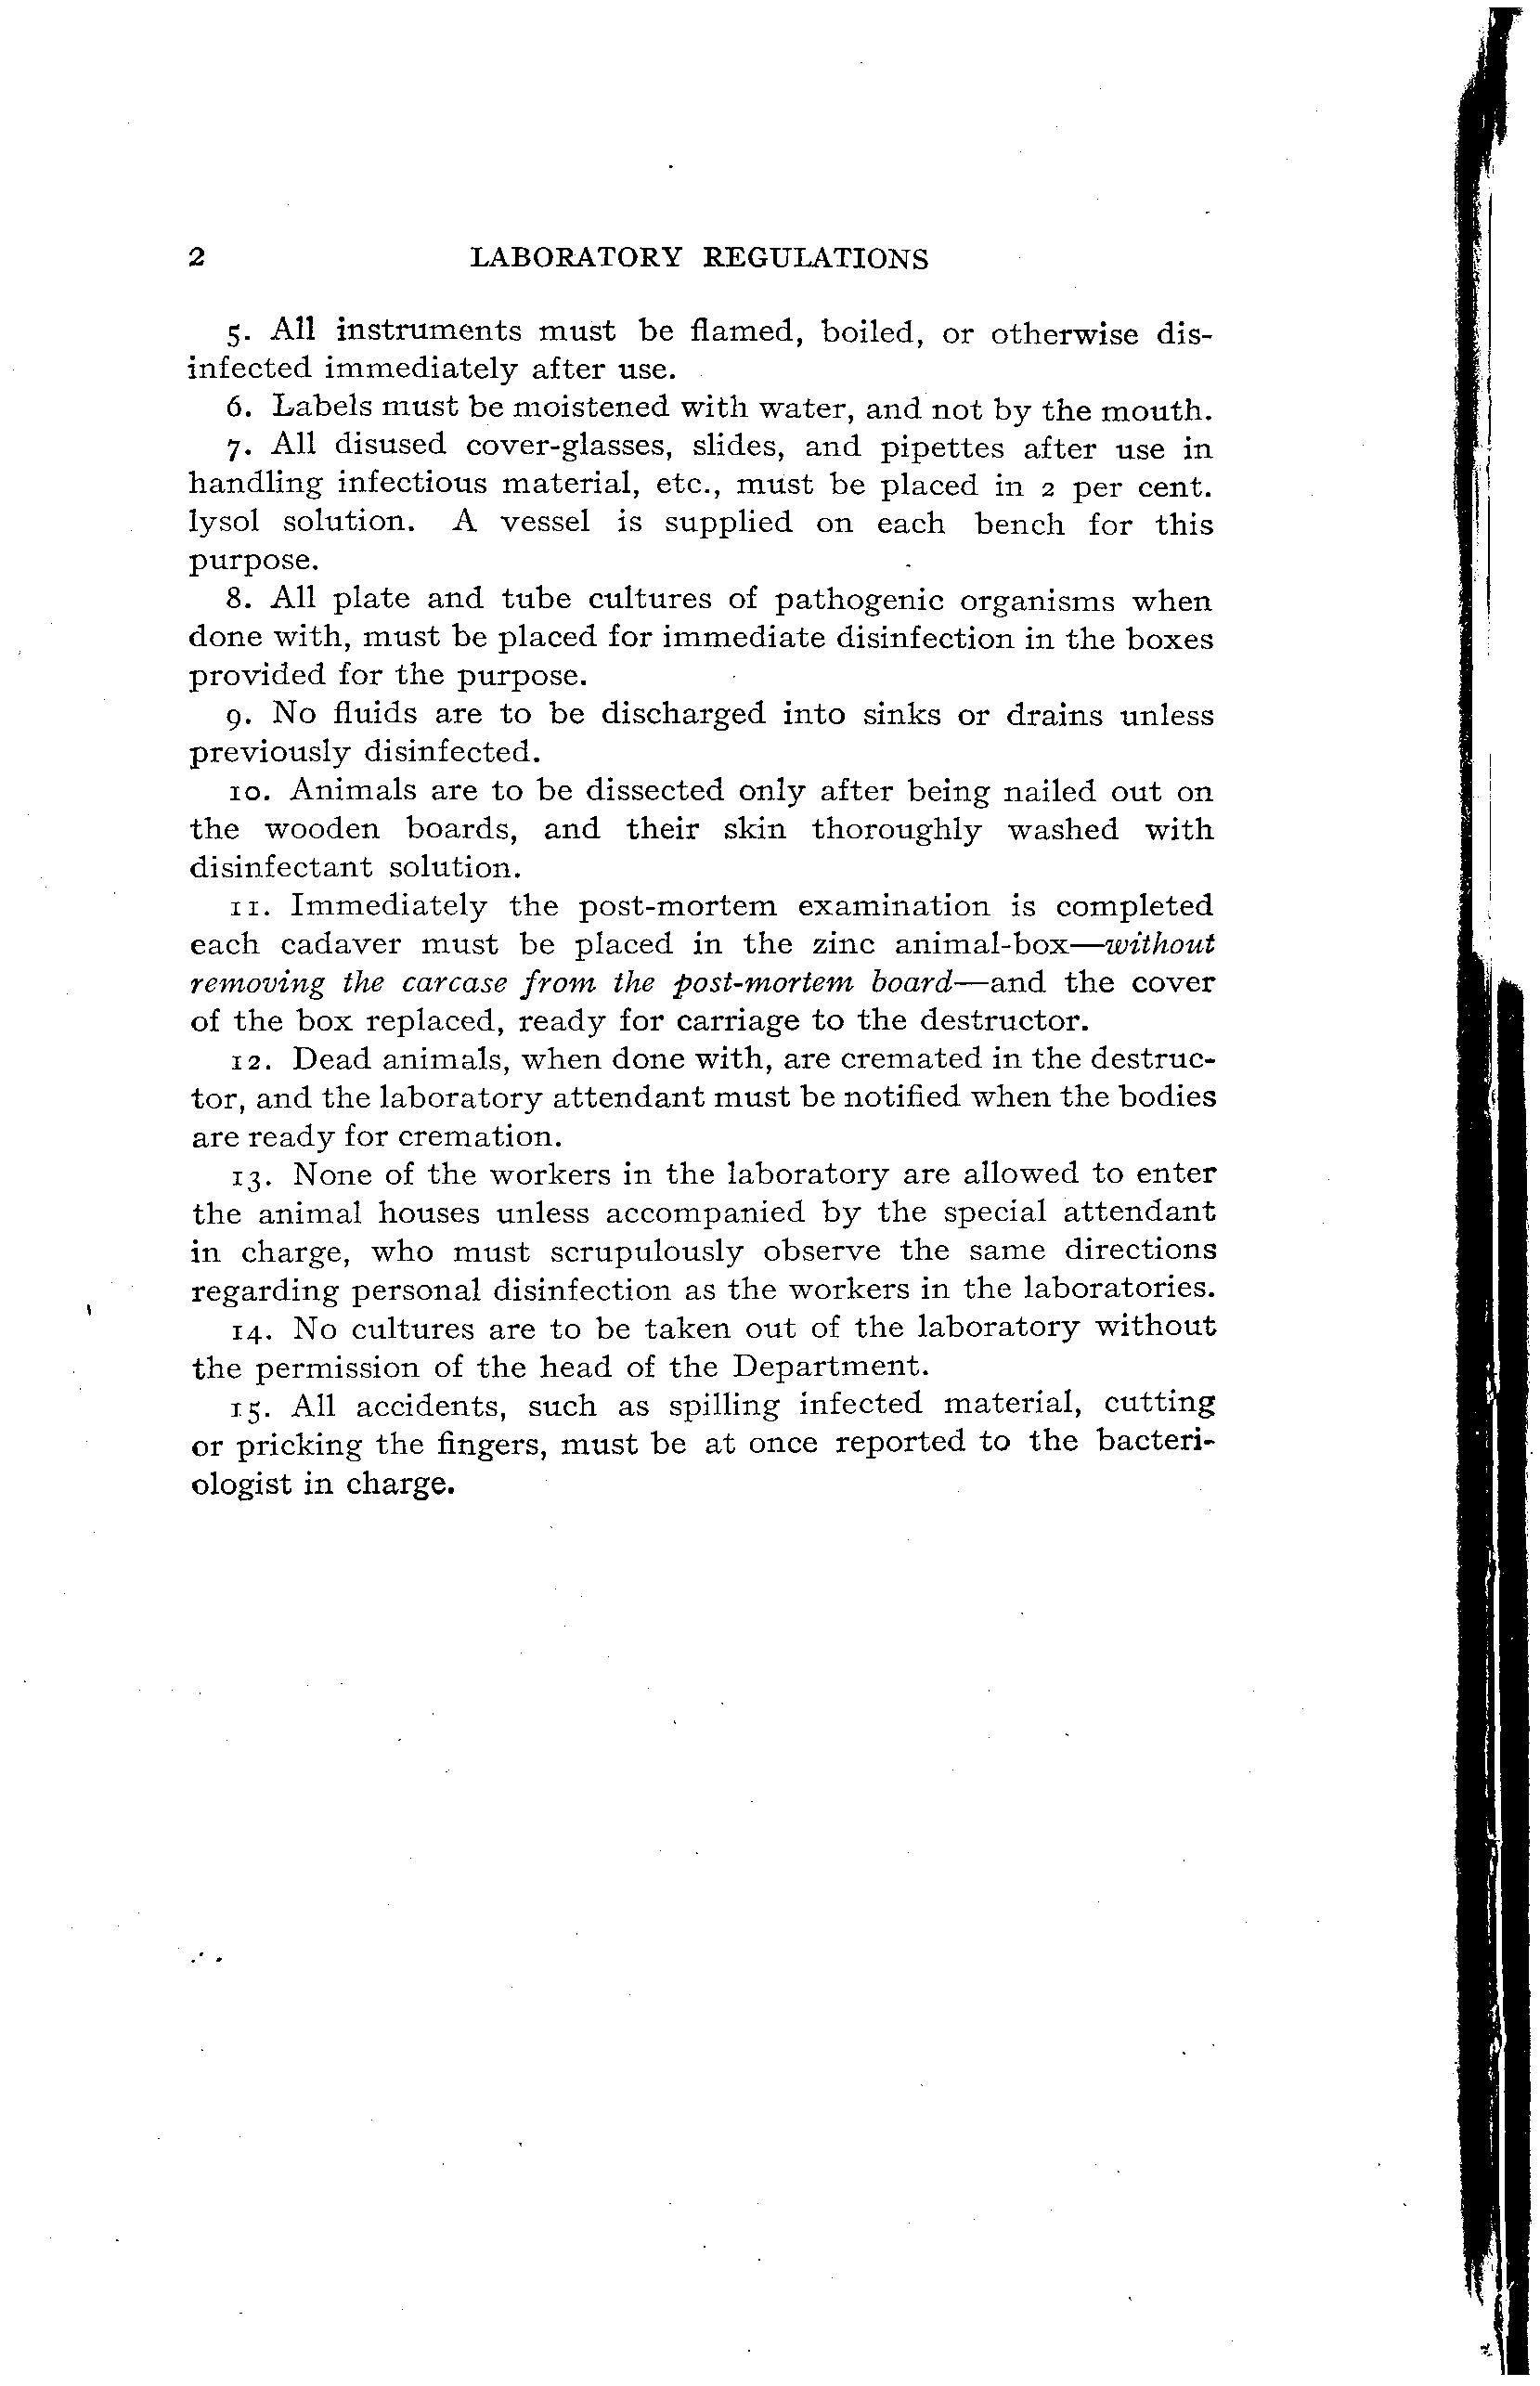 2 LABORATORY REGULATIONS
5. All instruments must be flamed, boiled, or otherwise dis-
infected immediately after use.
6. Labels must be moistened with water, and not by the mouth.
7. All disused cover-glasses, slides, and pipettes after use in
handling infectious material, etc., must be placed in 2 per cent.
lysol solution. A vessel is supplied on each bench for this
purpose.
8. All plate and tube cultures of pathogenic organisms when
done with, must be placed for immediate disinfection in the boxes
provided for the purpose.
9. No fluids are to be discharged into sinks or drains unless
previously disinfected.
10. Animals are to be dissected only after being nailed out on
the wooden boards, and their skin thoroughly washed with
disinfectant solution.
11. Immediately the post-mortem examination is completed
each cadaver must be placed in the zinc animal-box—without
removing the carcase from the post-mortem board—and the cover
of the box replaced, ready for carriage to the destructor.
12. Dead animals, when done with, are cremated in the destruc-
tor, and the laboratory attendant must be notified when the bodies
are ready for cremation.
13. None of the workers in the laboratory are allowed to enter
the animal houses unless accompanied by the special attendant
in charge, who must scrupulously observe the same directions
regarding personal disinfection as the workers in the laboratories.
14. No cultures are to be taken out of the laboratory without
the permission of the head of the Department.
15. All accidents, such as spilling infected material, cutting
or pricking the fingers, must be at once reported to the bacteri-
ologist in charge.